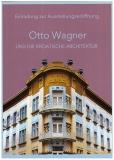 Einladung zur Ausstellungseröffnung
Otto Wagner
UND DIE KROATISCHE ARCHITEKTUR